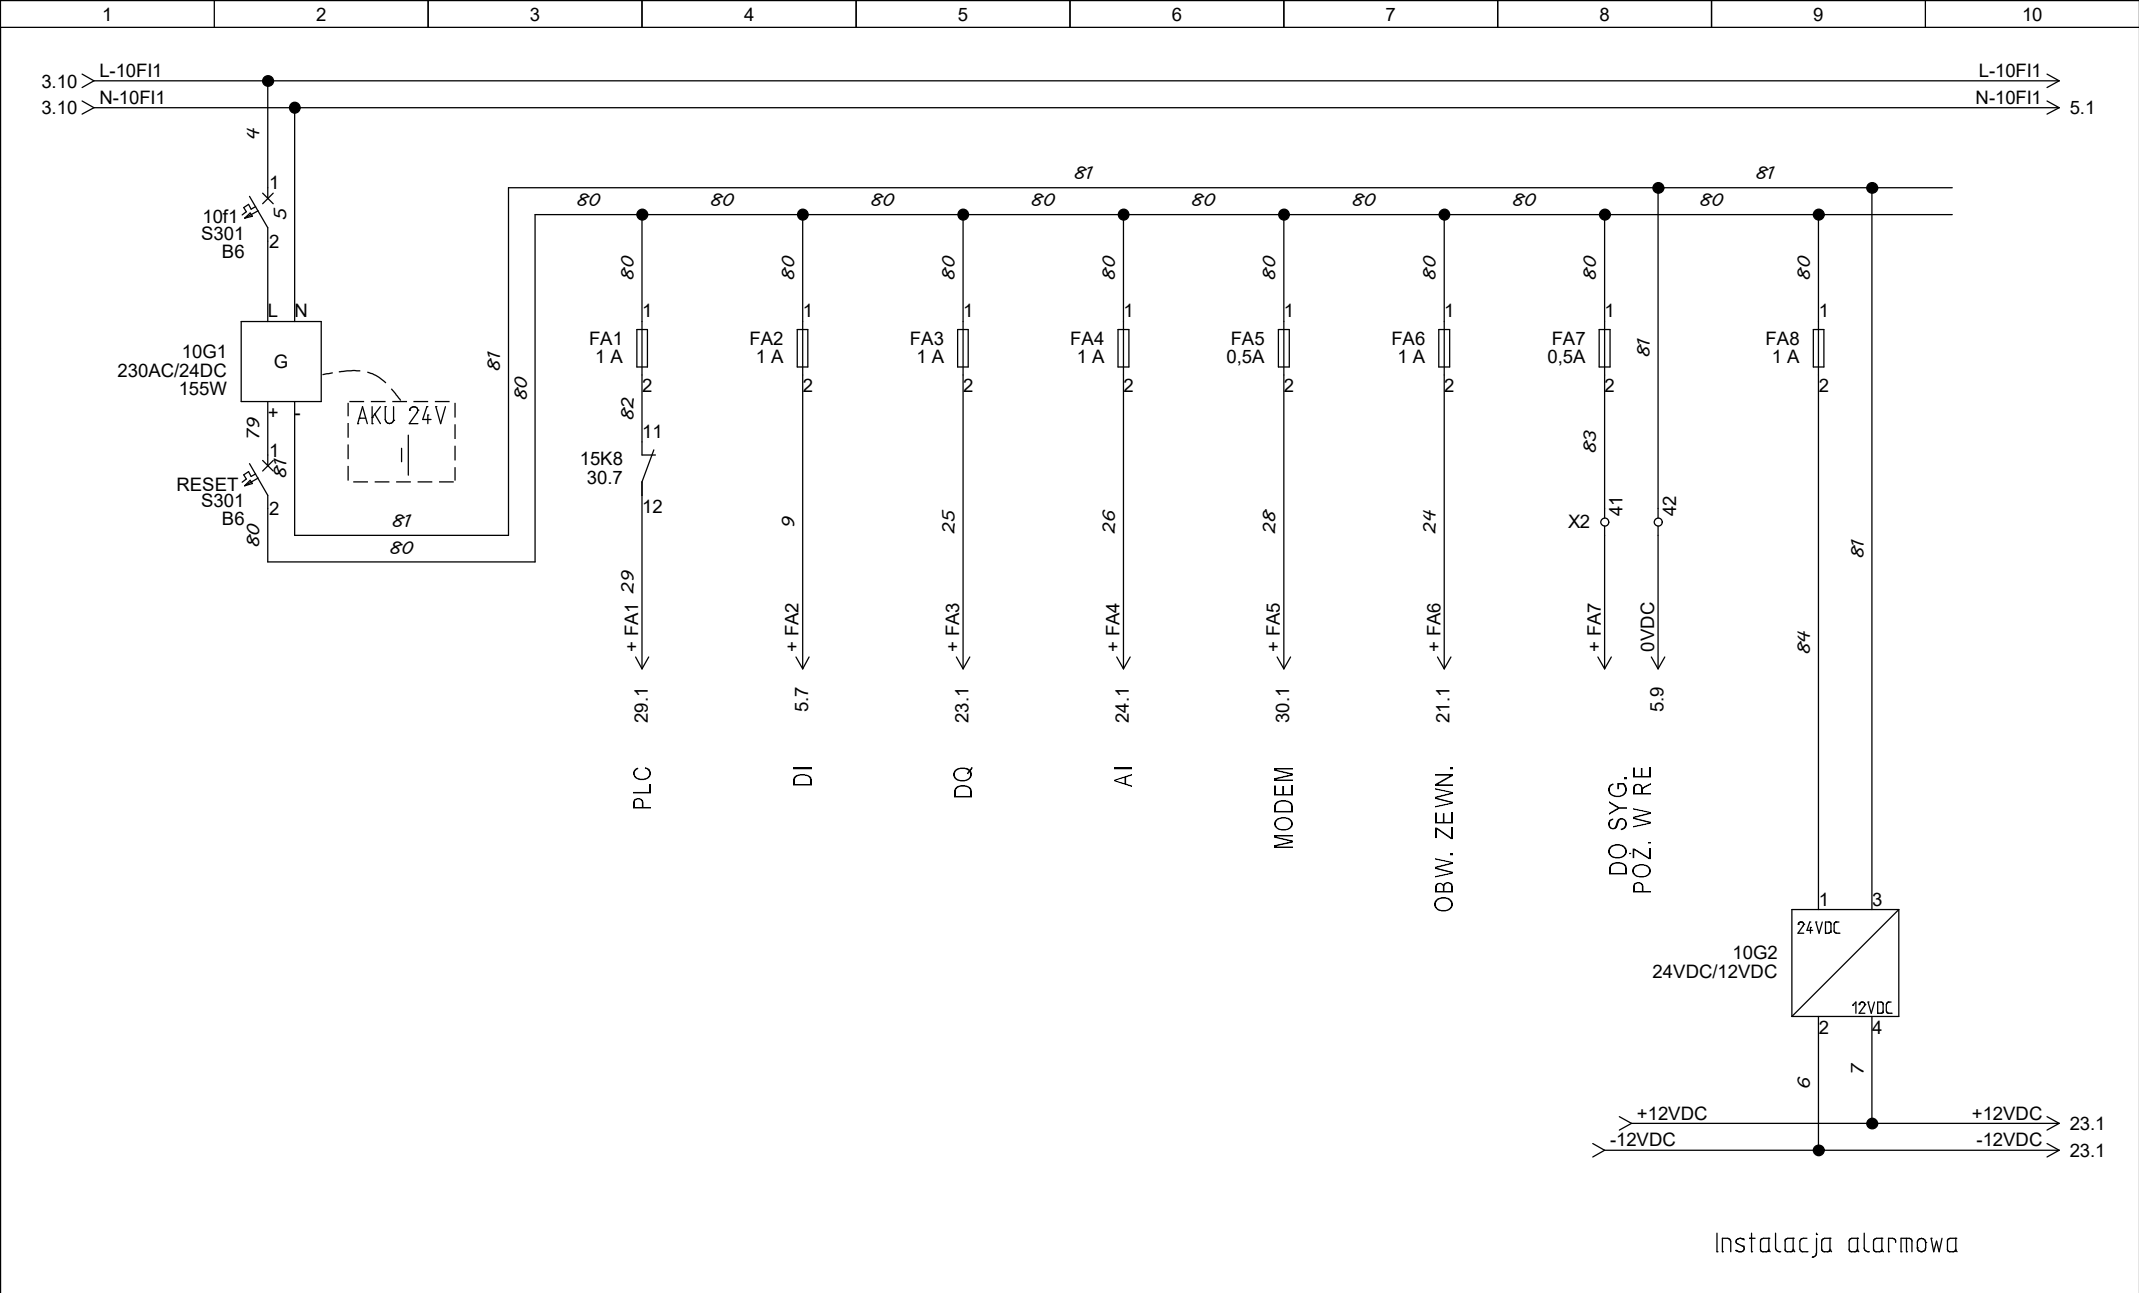 1 2 3 4 5 6 7 8 9 10
3.10 L-10FI1 L-10FI1
3.10 N-10FI1 N-10FI1 5.1
4
81 81
80 80 80 80 80 80 80 80
1
5
10f1
S301
B6
2
80 80 80 80 80 80 80 81 80
L N
10G1
230AC/24DC
155W
G
+ -
AKU 24V
79
1
81
RESET
S301
B6
2
80
81
80
81
80
1 1 1 1 1 1 1 1
FA1
1 A
FA2
1 A
FA3
1 A
FA4
1 A
FA5
0,5A
FA6
1 A
FA7
0,5A
FA8
1 A
2 2 2 2 2 2 2 2
82
11
15K8
30.7
12
29
9
25
26
28
24
83
X2 41 42
81
84
+ FA1
+ FA2
+ FA3
+ FA4
+ FA5
+ FA6
+ FA7
0VDC
29.1
5.7
23.1
24.1
30.1
21.1
5.9
PLC
DI
DQ
AI
MODEM
OBW. ZEWN.
DO SYG.
POŻ. W RE
1 3
24VDC
10G2
24VDC/12VDC
12VDC
2 4
6 7
+12VDC +12VDC 23.1
-12VDC -12VDC 23.1
Instalacja alarmowa